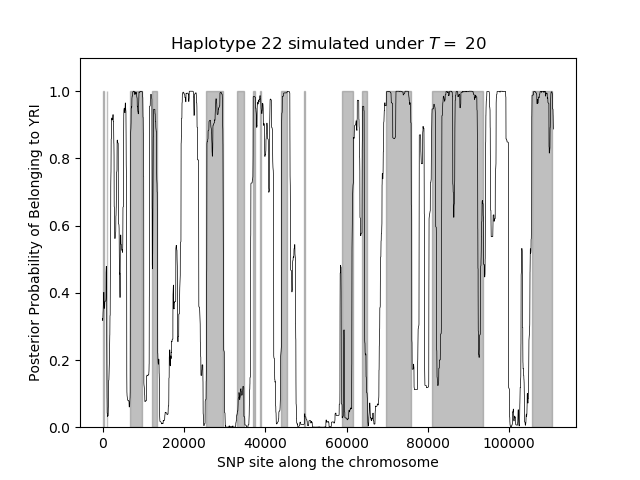 Haplotype 22 simulated under T = 20
1.0
0.8
0.6
0.4
0.2
0.0
Posterior Probability of Belonging to YRI
0 20000 40000 60000 80000 100000
SNP site along the chromosome